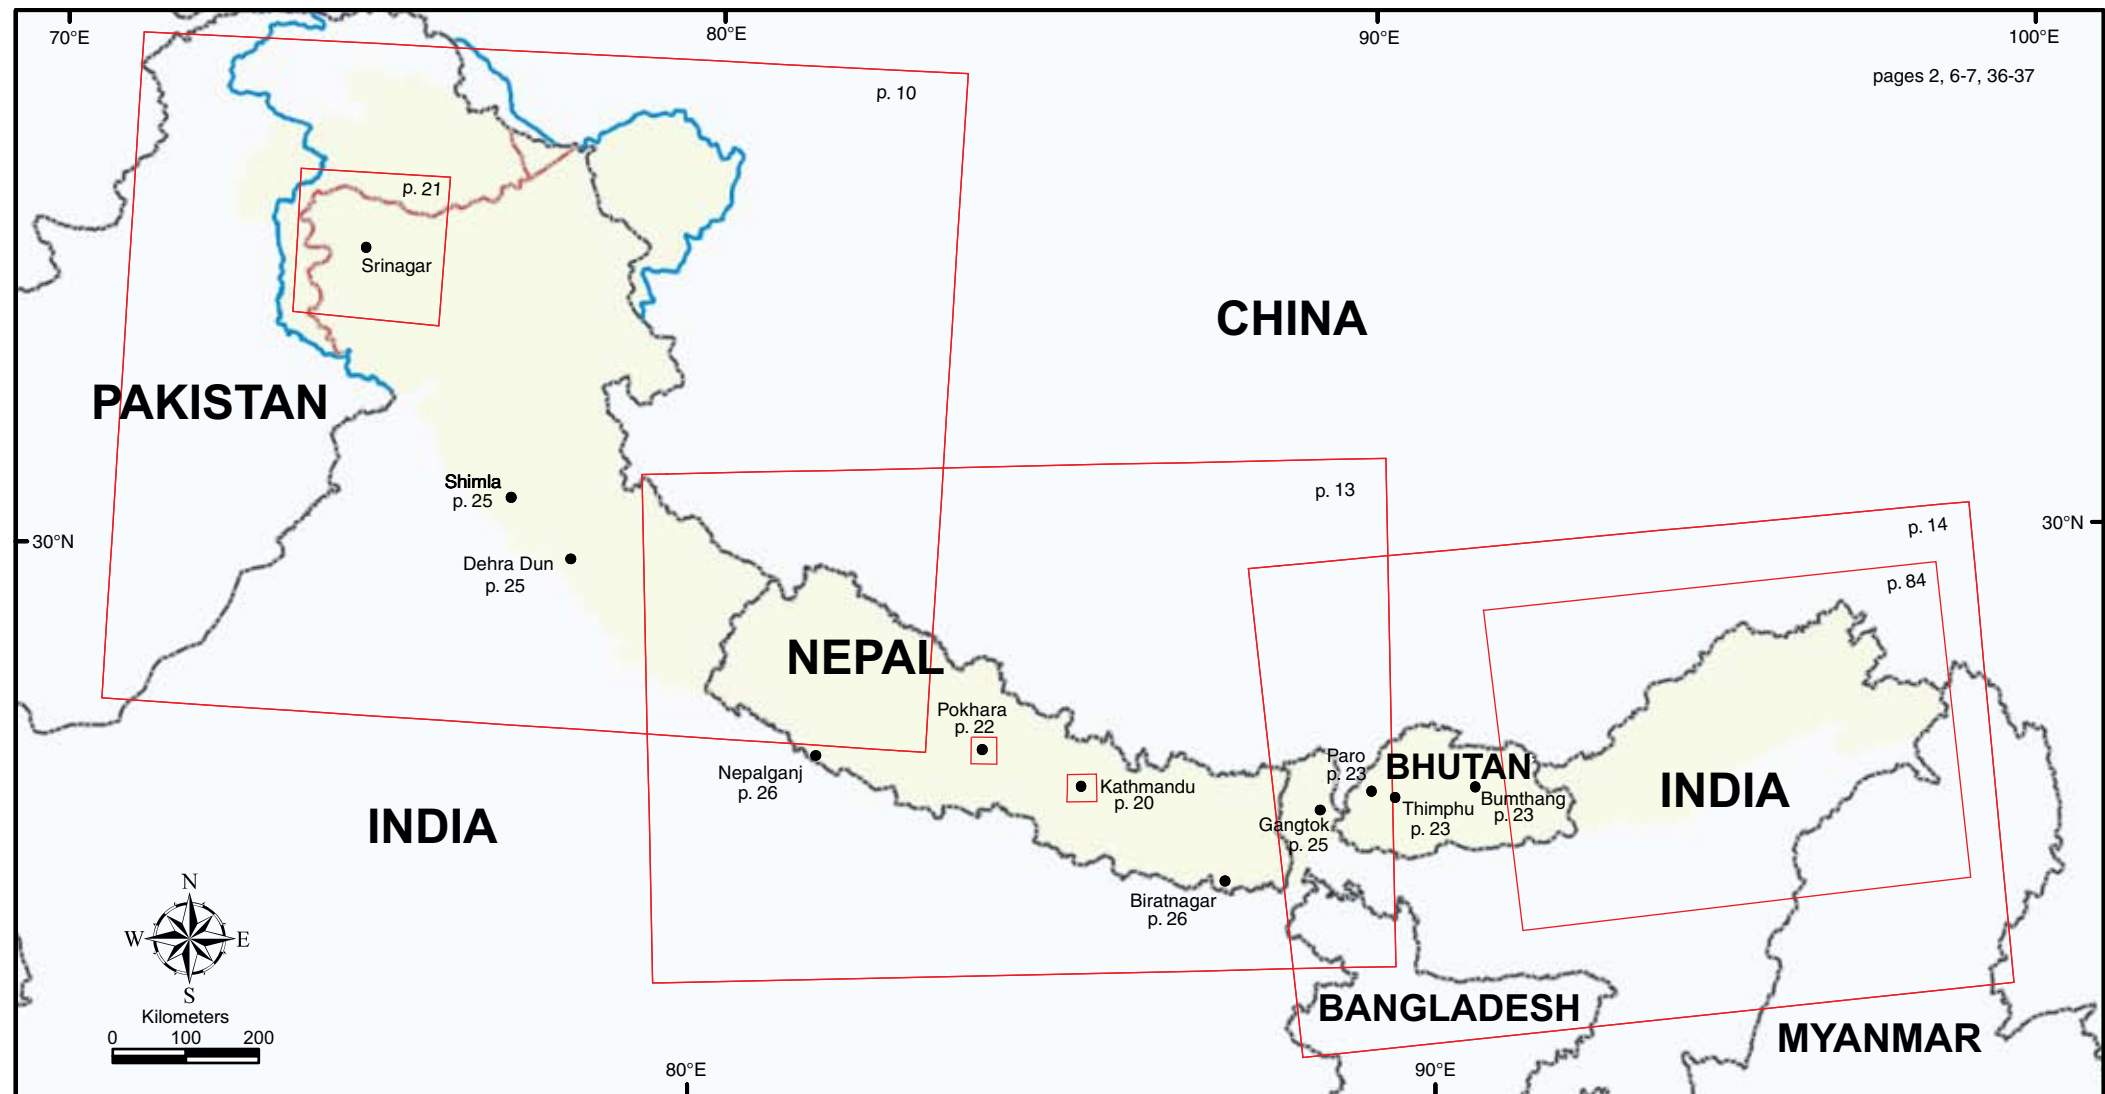 70°E
80°E
90°E
100°E
pages 2, 6-7, 36-37
p. 10
p. 21
Srinagar
CHINA
PAKISTAN
Shimla
p. 25
p. 13
30°N
30°N
p. 14
Dehra Dun
p. 25
p. 84
NEPAL
Pokhara
p. 22
Nepalganj
p. 26
Kathmandu
p. 20
Paro
p. 23
BHUTAN
Thimphu
p. 23
Bumthang
p. 23
INDIA
Gangtok
p. 25
INDIA
Biratnagar
p. 26
N
W
E
S
Kilometers
0 100 200
BANGLADESH
MYANMAR
80°E
90°E